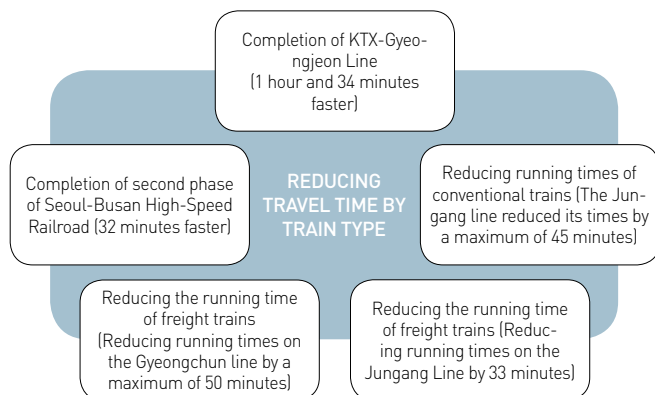 Completion of KTX-Gyeo-
ngjeon Line
(1 hour and 34 minutes
faster)
Completion of second phase
of Seoul-Busan High-Speed
Railroad (32 minutes faster)
REDUCING
TRAVEL TIME BY
TRAIN TYPE
Reducing running times of
conventional trains (The Jun-
gang line reduced its times by
a maximum of 45 minutes)
Reducing the running time
of freight trains
(Reducing running times on
the Gyeongchun line by a
maximum of 50 minutes)
Reducing the running time
of freight trains (Reduc-
ing running times on the
Jungang Line by 33 minutes)